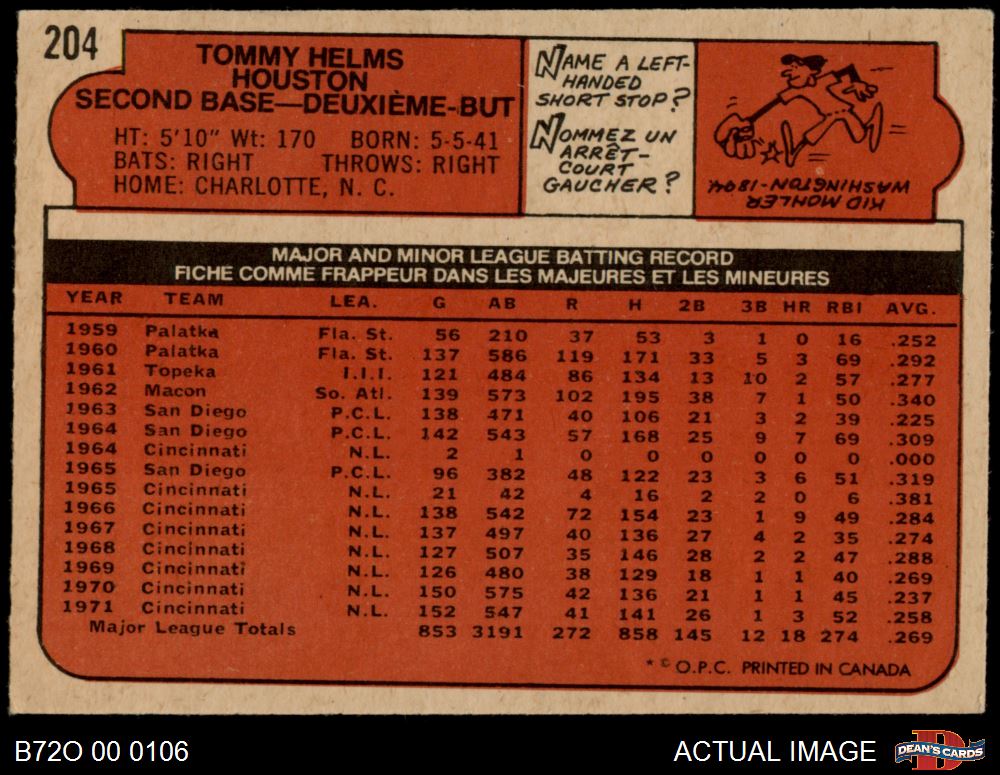 204
TOMMY HELMS
HOUSTON
SECOND BASE—DEUXIÈME-BUT
HT: 5'10" Wt: 170 BORN: 5-5-41
BATS: RIGHT THROWS: RIGHT
HOME: CHARLOTTE, N. C.
NAME A LEFT-
HANDED
SHORT STOP?
NOMMEZ UN
ARRÊT-
COURT
GAUCHER?
KID MOHLER
WASHINGTON-1894
MAJOR AND MINOR LEAGUE BATTING RECORD
FICHE COMME FRAPPEUR DANS LES MAJEURES ET LES MINEURES
YEAR TEAM LEA. G AB R H 2B 3B HR RBI AVG.
1959 Palatka Fla. St. 56 210 37 53 3 1 0 16 .252
1960 Palatka Fla. St. 137 586 119 171 33 5 3 69 .292
1961 Topeka I.I.I. 121 484 86 134 13 10 2 57 .277
1962 Macon So. Atl. 139 573 102 195 38 7 1 50 .340
1963 San Diego P.C.L. 138 471 40 106 21 3 2 39 .225
1964 San Diego P.C.L. 142 543 57 168 25 9 7 69 .309
1964 Cincinnati N.L. 2 1 0 0 0 0 0 0 .000
1965 San Diego P.C.L. 96 382 48 122 23 3 6 51 .319
1965 Cincinnati N.L. 21 42 4 16 2 2 0 6 .381
1966 Cincinnati N.L. 138 542 72 154 23 1 9 49 .284
1967 Cincinnati N.L. 137 497 40 136 27 4 2 35 .274
1968 Cincinnati N.L. 127 507 35 146 28 2 2 47 .288
1969 Cincinnati N.L. 126 480 38 129 18 1 1 40 .269
1970 Cincinnati N.L. 150 575 42 136 21 1 1 45 .237
1971 Cincinnati N.L. 152 547 41 141 26 1 3 52 .258
Major League Totals 853 3191 272 858 145 12 18 274 .269
* © O.P.C. PRINTED IN CANADA
B72O 00 0106
ACTUAL IMAGE
DEAN'S CARDS